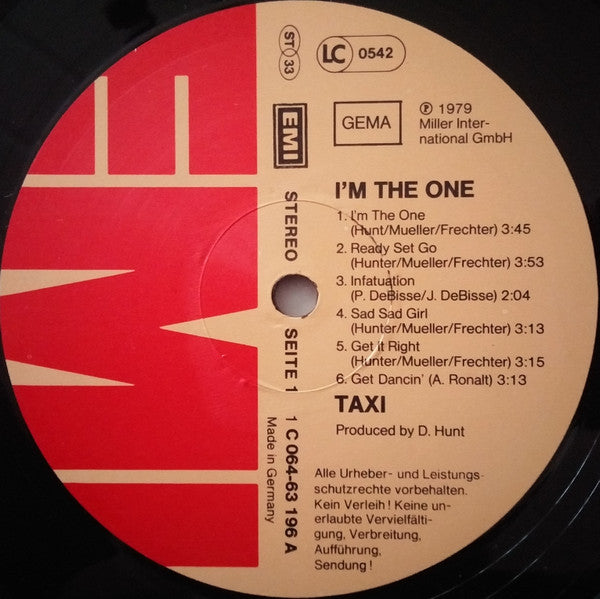 ST 33
LC 0542
EMI
GEMA
℗ 1979
Miller Inter-
national GmbH
I'M THE ONE
1. I'm The One
(Hunt/Mueller/Frechter) 3:45
2. Ready Set Go
(Hunter/Mueller/Frechter) 3:53
3. Infatuation
(P. DeBisse/J. DeBisse) 2:04
4. Sad Sad Girl
(Hunter/Mueller/Frechter) 3:13
5. Get it Right
(Hunter/Mueller/Frechter) 3:15
6. Get Dancin' (A. Ronalt) 3:13
TAXI
Produced by D. Hunt
STEREO SEITE 1 1 C 064-63 196 A
Made in Germany
Alle Urheber- und Leistungs-
schutzrechte vorbehalten.
Kein Verleih! Keine un-
erlaubte Vervielfälti-
gung, Verbreitung,
Aufführung,
Sendung!
EMI